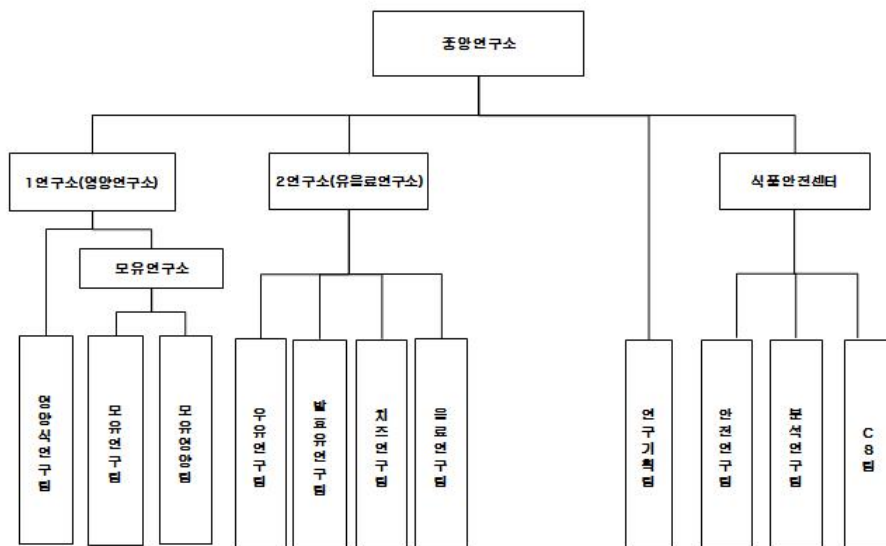 중앙연구소
1연구소(영양연구소)
2연구소(유음료연구소)
식품안전센터
모유연구소
영양식연구팀
모유연구팀
모유영양팀
우유연구팀
발효유연구팀
치즈연구팀
음료연구팀
연구기획팀
안전연구팀
분석연구팀
CS팀